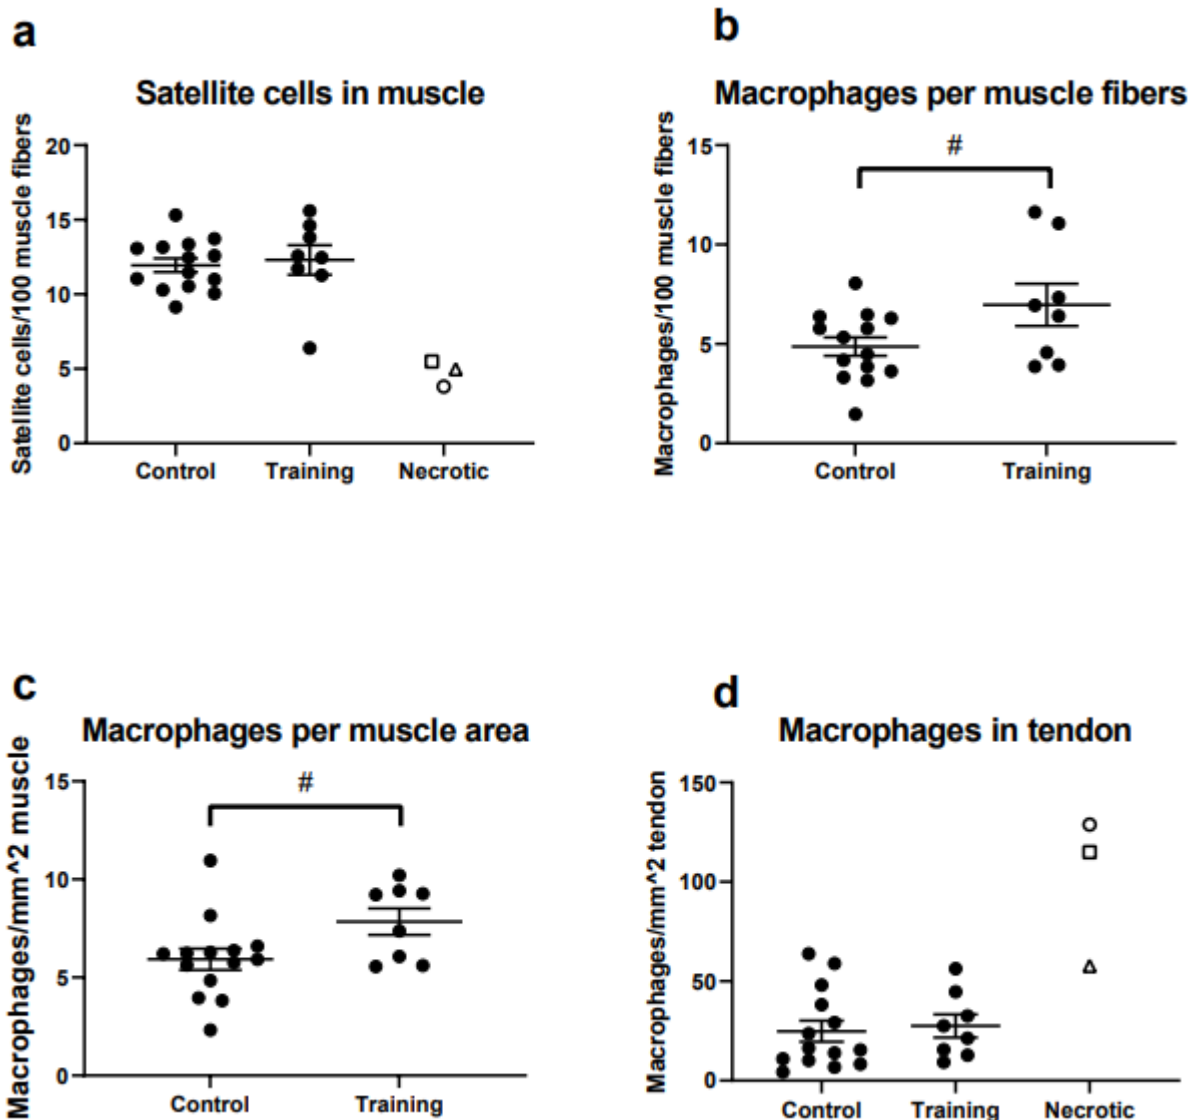 a
Satellite cells in muscle
Satellite cells/100 muscle fibers
20
15
10
5
0
Control Training Necrotic
b
Macrophages per muscle fibers
Macrophages/100 muscle fibers
#
15
10
5
0
Control Training
c
Macrophages per muscle area
Macrophages/mm^2 muscle
#
15
10
5
0
Control Training
d
Macrophages in tendon
Macrophages/mm^2 tendon
150
100
50
0
Control Training Necrotic